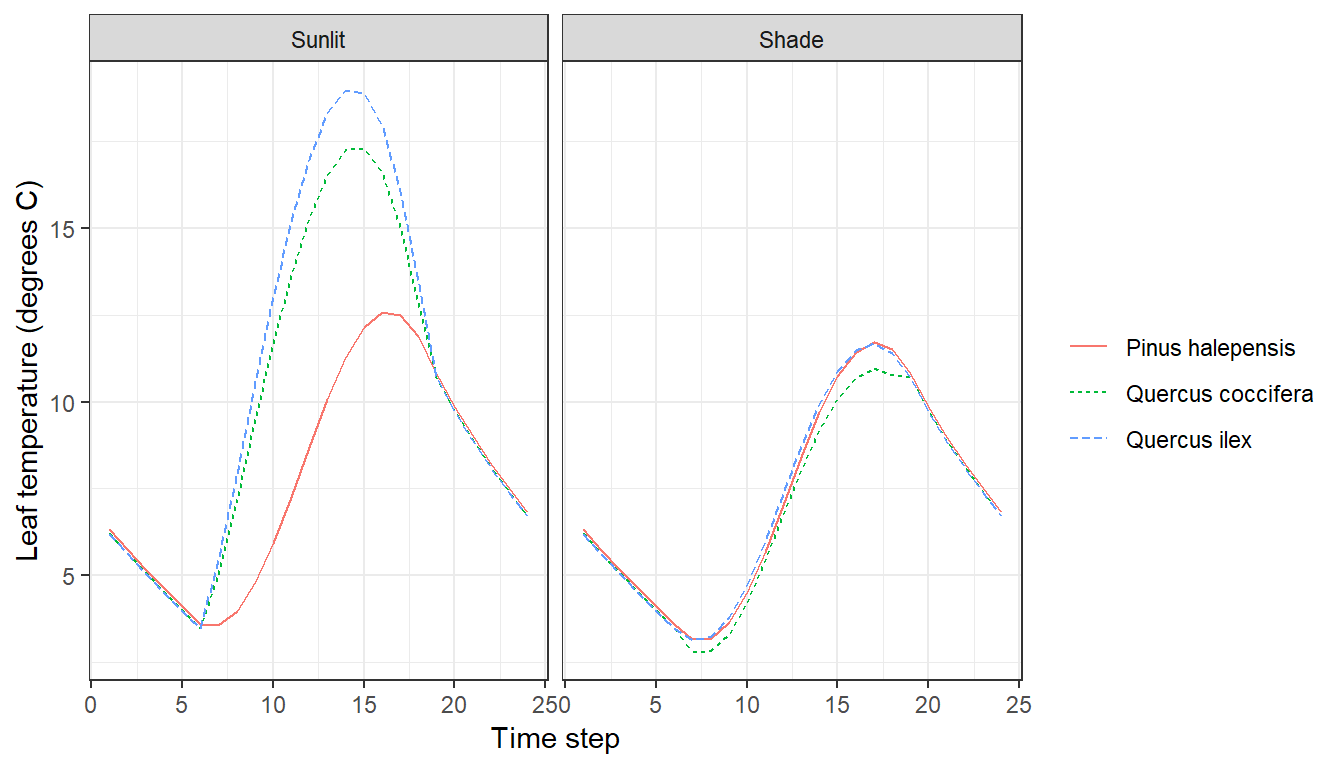 Sunlit
Shade
Leaf temperature (degrees C)
15
10
5
0 5 10 15 20 25
0 5 10 15 20 25
Time step
Pinus halepensis
Quercus coccifera
Quercus ilex